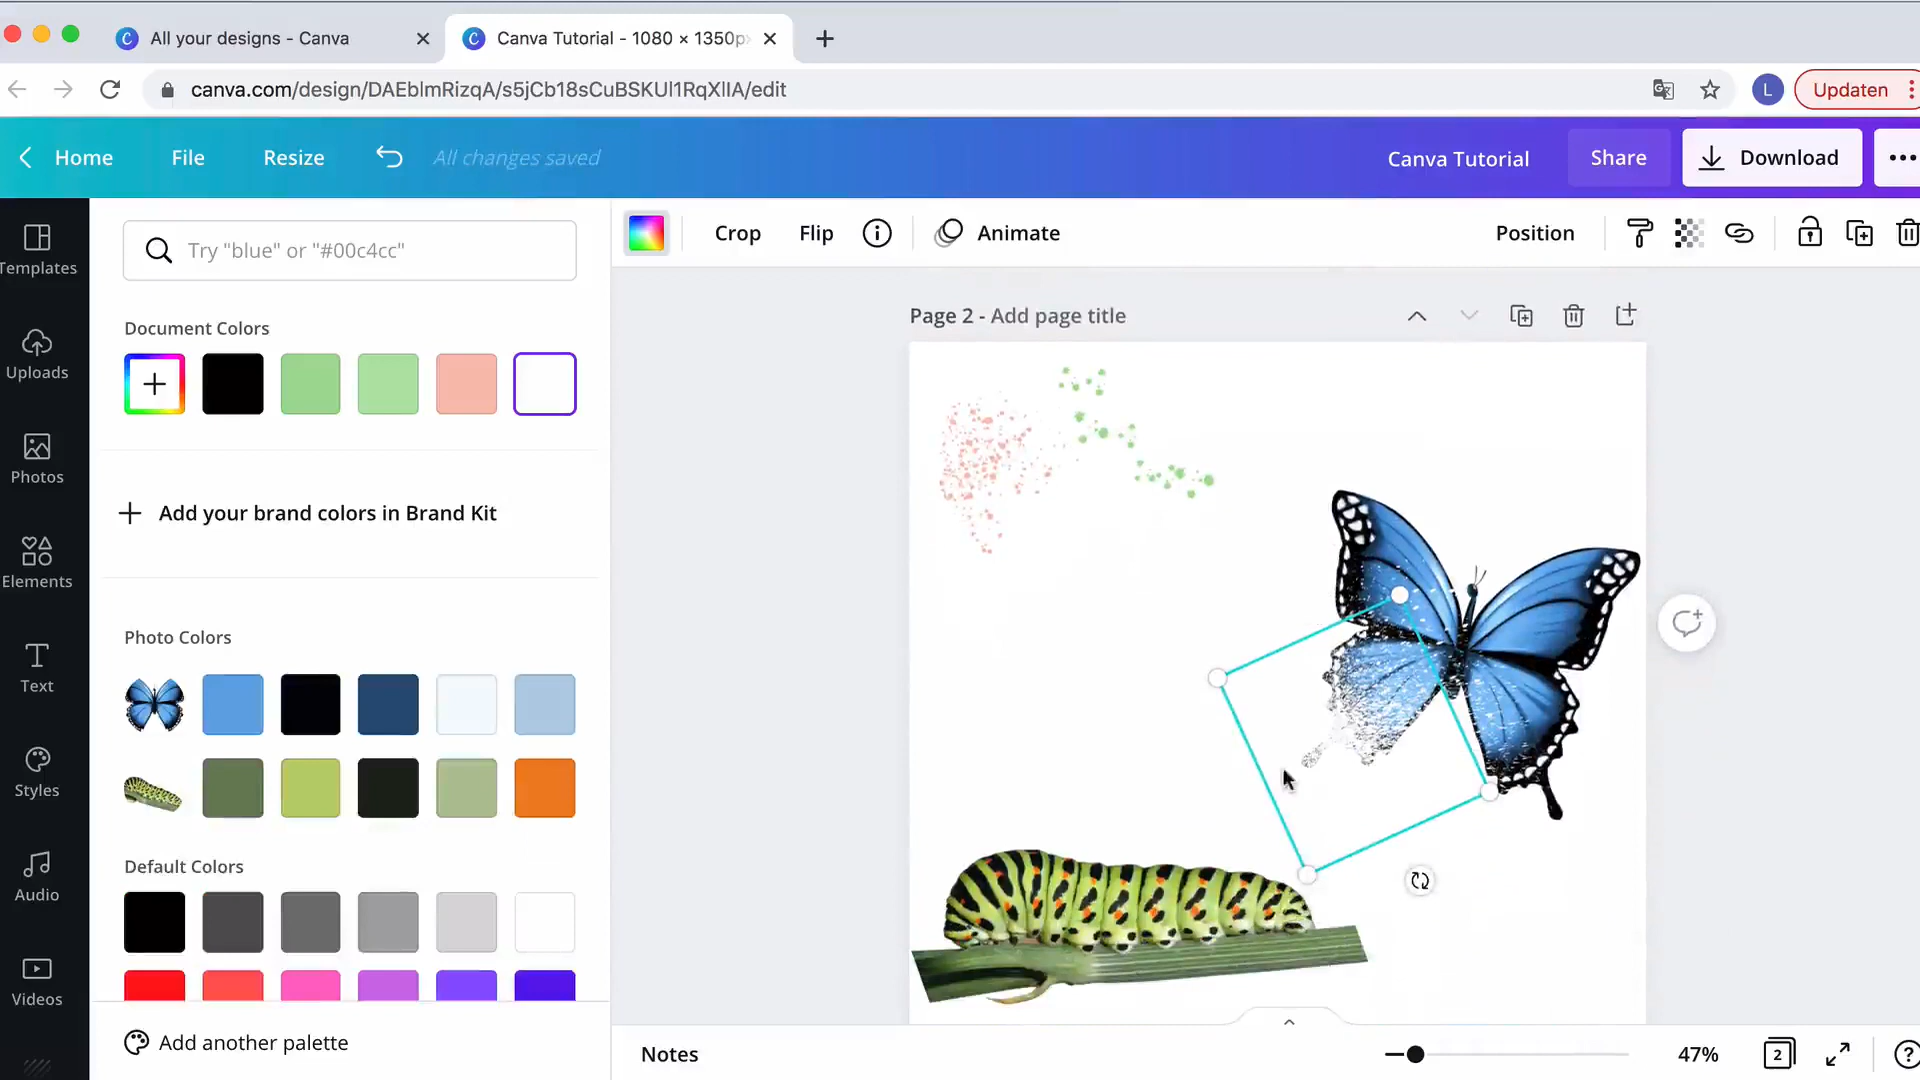 All your designs - Canva
Canva Tutorial - 1080 × 1350p
canva.com/design/DAEblmRizqA/s5jCb18sCuBSKUl1RqXlIA/edit
L
Updaten
Home
File
Resize
All changes saved
Canva Tutorial
Share
Download
Templates
Uploads
Photos
Elements
Text
Styles
Audio
Videos
Try "blue" or "#00c4cc"
Document Colors
Add your brand colors in Brand Kit
Photo Colors
Default Colors
Add another palette
Crop
Flip
Animate
Position
Page 2 - Add page title
Notes
47%
2
?